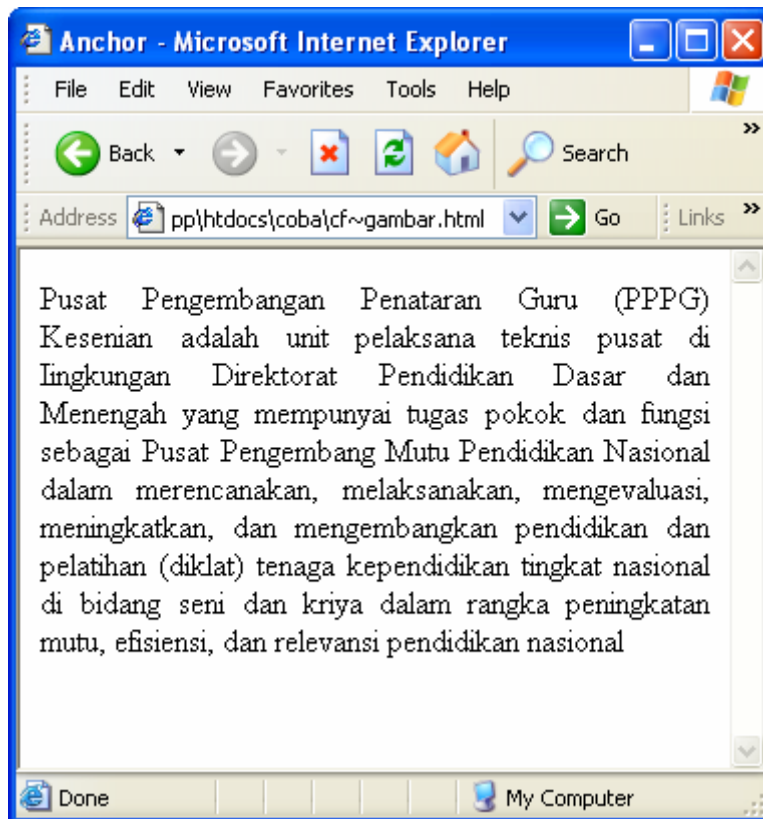 Anchor - Microsoft Internet Explorer
File Edit View Favorites Tools Help
Back Search »
Address pp\htdocs\coba\cf~gambar.html Go Links »
Pusat Pengembangan Penataran Guru (PPPG)
Kesenian adalah unit pelaksana teknis pusat di
Iingkungan Direktorat Pendidikan Dasar dan
Menengah yang mempunyai tugas pokok dan fungsi
sebagai Pusat Pengembang Mutu Pendidikan Nasional
dalam merencanakan, melaksanakan, mengevaluasi,
meningkatkan, dan mengembangkan pendidikan dan
pelatihan (diklat) tenaga kependidikan tingkat nasional
di bidang seni dan kriya dalam rangka peningkatan
mutu, efisiensi, dan relevansi pendidikan nasional
Done My Computer